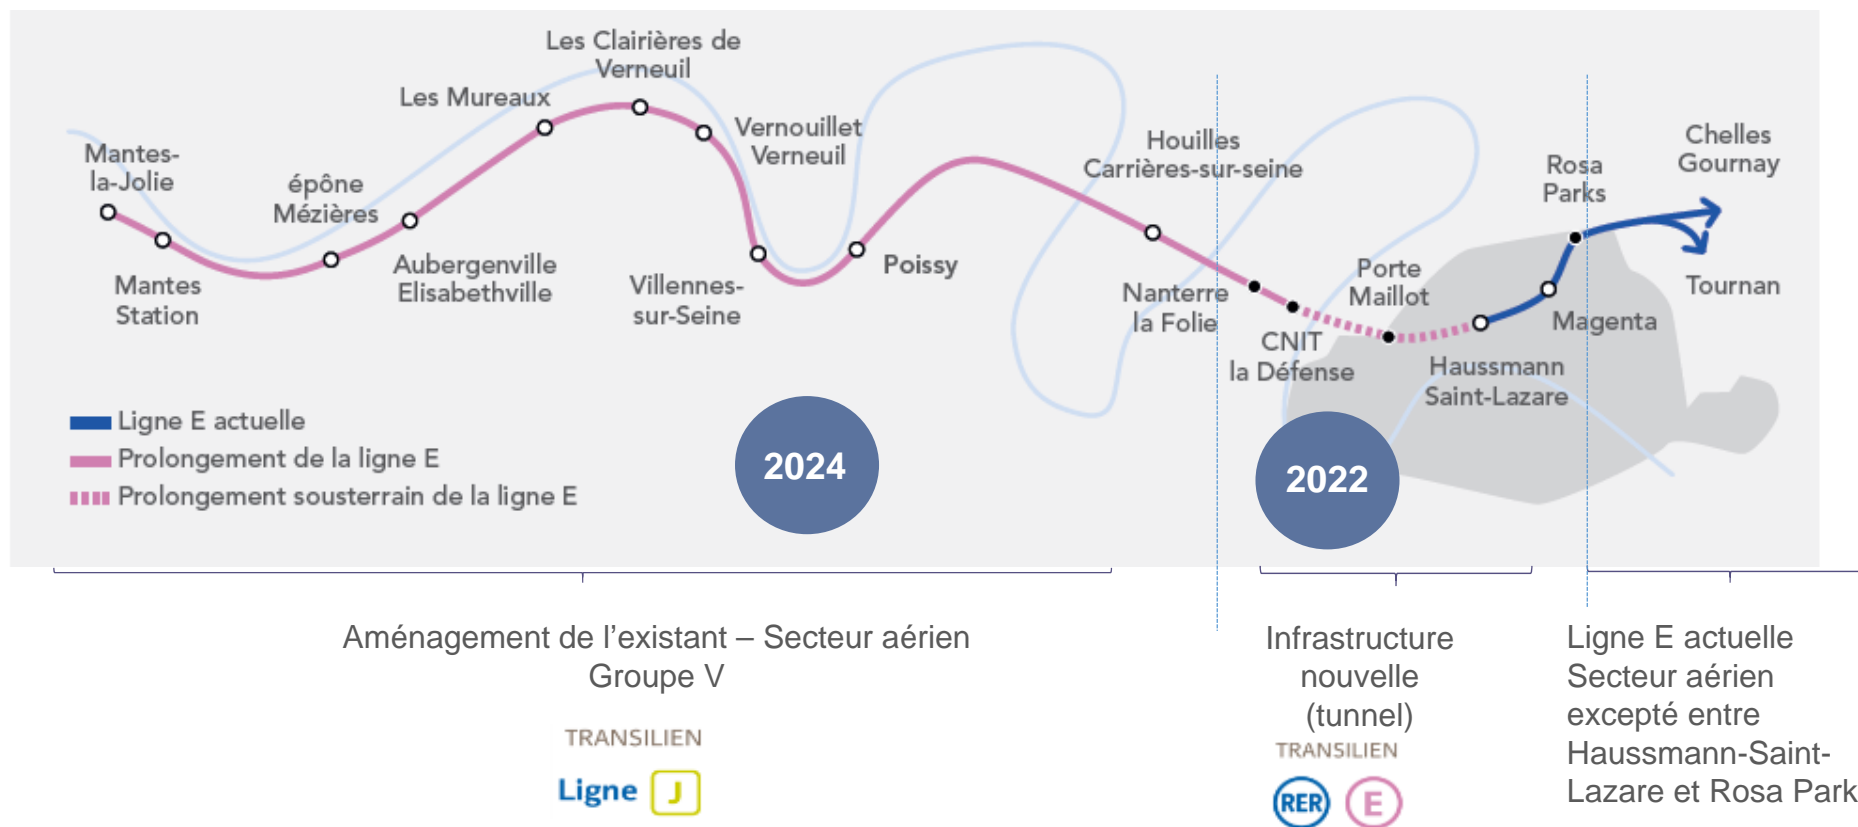 Les Clairières de
Verneuil
Les Mureaux
Vernouillet
Verneuil
Mantes-
la-Jolie
épône
Mézières
Houilles
Carrières-sur-seine
Rosa
Parks
Chelles
Gournay
Mantes
Station
Aubergenville
Elisabethville
Villennes-
sur-Seine
Poissy
Nanterre
la Folie
Porte
Maillot
CNIT
la Défense
Magenta
Tournan
Haussmann
Saint-Lazare
Ligne E actuelle
Prolongement de la ligne E
Prolongement sousterrain de la ligne E
2024
2022
Aménagement de l’existant – Secteur aérien
Groupe V
TRANSILIEN
Ligne J
Infrastructure
nouvelle
(tunnel)
TRANSILIEN
RER E
Ligne E actuelle
Secteur aérien
excepté entre
Haussmann-Saint-
Lazare et Rosa Park